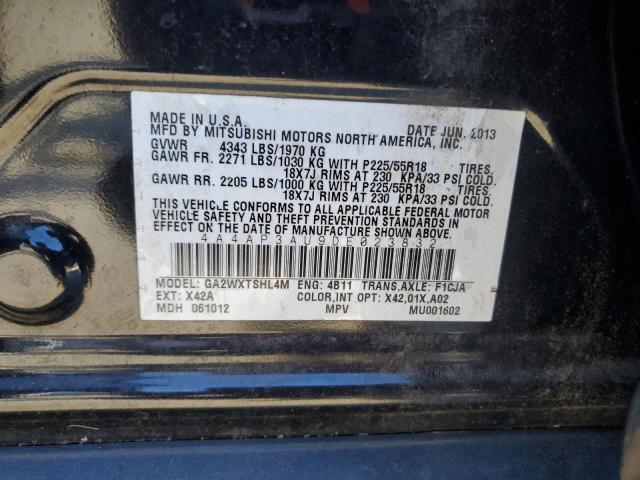 MADE IN U.S.A. DATE JUN. 2013
MFD BY MITSUBISHI MOTORS NORTH AMERICA, INC.
GVWR 4343 LBS/1970 KG
GAWR FR. 2271 LBS/1030 KG WITH P225/55R18 TIRES,
18X7J RIMS AT 230 KPA/33 PSI COLD.
GAWR RR. 2205 LBS/1000 KG WITH P225/55R18 TIRES,
18X7J RIMS AT 230 KPA/33 PSI COLD.
THIS VEHICLE CONFORMS TO ALL APPLICABLE FEDERAL MOTOR
VEHICLE SAFETY AND THEFT PREVENTION STANDARDS IN
EFFECT ON THE DATE OF MANUFACTURE SHOWN ABOVE.
4A4AP3AU9DE023832
MODEL: GA2WXTSHL4M ENG: 4B11 TRANS,AXLE: F1CJA
EXT: X42A COLOR,INT OPT: X42,01X,A02
MDH 061012 MPV MU001602